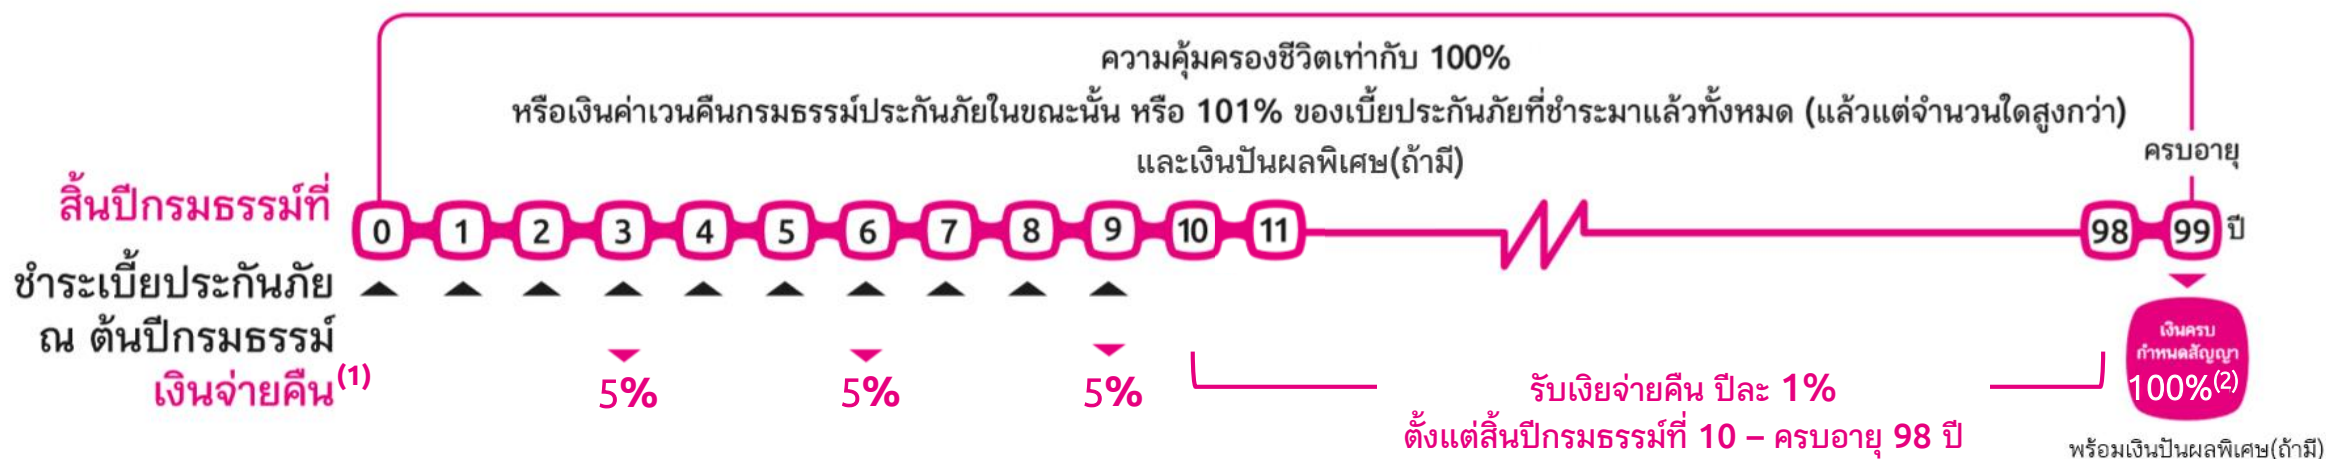 ความคุ้มครองชีวิตเท่ากับ 100%
หรือเงินค่าเวนคืนกรมธรรม์ประกันภัยในขณะนั้น หรือ 101% ของเบี้ยประกันภัยที่ชำระมาแล้วทั้งหมด (แล้วแต่จำนวนใดสูงกว่า)
และเงินปันผลพิเศษ(ถ้ามี)
ครบอายุ
สิ้นปีกรมธรรม์ที่ 0 1 2 3 4 5 6 7 8 9 10 11 98 99 ปี
ชำระเบี้ยประกันภัย
ณ ต้นปีกรมธรรม์
เงินจ่ายคืน(1) 5% 5% 5%
รับเงิยจ่ายคืน ปีละ 1%
ตั้งแต่สิ้นปีกรมธรรม์ที่ 10 – ครบอายุ 98 ปี
เงินครบ
กำหนดสัญญา
100%(2)
พร้อมเงินปันผลพิเศษ(ถ้ามี)